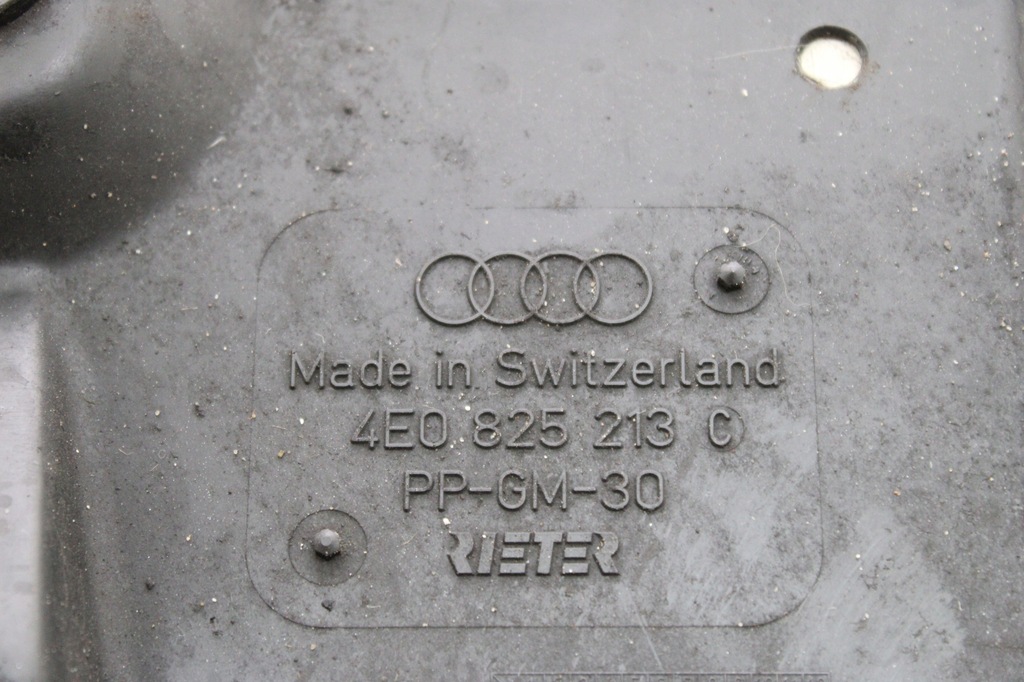 Made in Switzerland
4E0 825 213 C
PP-GM-30
RIETER